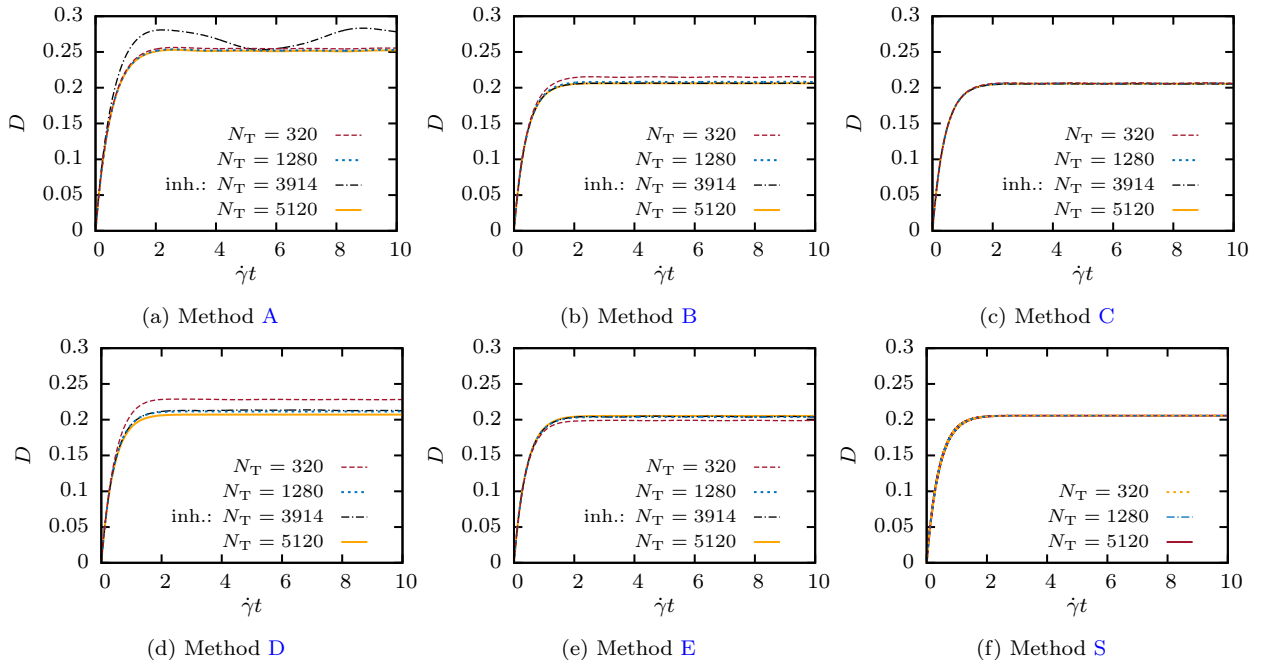 0.3
0.25
0.2
0.15
0.1
0.05
0
D
N_T = 320
N_T = 1280
inh.: N_T = 3914
N_T = 5120
0 2 4 6 8 10
γ̇t
(a) Method A
0.3
0.25
0.2
0.15
0.1
0.05
0
D
N_T = 320
N_T = 1280
inh.: N_T = 3914
N_T = 5120
0 2 4 6 8 10
γ̇t
(b) Method B
0.3
0.25
0.2
0.15
0.1
0.05
0
D
N_T = 320
N_T = 1280
inh.: N_T = 3914
N_T = 5120
0 2 4 6 8 10
γ̇t
(c) Method C
0.3
0.25
0.2
0.15
0.1
0.05
0
D
N_T = 320
N_T = 1280
inh.: N_T = 3914
N_T = 5120
0 2 4 6 8 10
γ̇t
(d) Method D
0.3
0.25
0.2
0.15
0.1
0.05
0
D
N_T = 320
N_T = 1280
inh.: N_T = 3914
N_T = 5120
0 2 4 6 8 10
γ̇t
(e) Method E
0.3
0.25
0.2
0.15
0.1
0.05
0
D
N_T = 320
N_T = 1280
N_T = 5120
0 2 4 6 8 10
γ̇t
(f) Method S